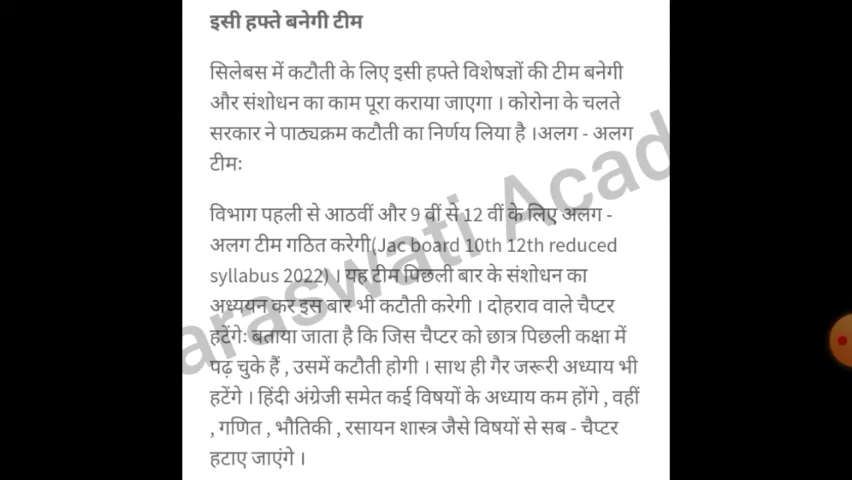 इसी हफ्ते बनेगी टीम
सिलेबस में कटौती के लिए इसी हफ्ते विशेषज्ञों की टीम बनेगी
और संशोधन का काम पूरा कराया जाएगा । कोरोना के चलते
सरकार ने पाठ्यक्रम कटौती का निर्णय लिया है ।अलग - अलग
टीमः
विभाग पहली से आठवीं और 9 वीं से 12 वीं के लिए अलग -
अलग टीम गठित करेगी(Jac board 10th 12th reduced
syllabus 2022) । यह टीम पिछली बार के संशोधन का
अध्ययन कर इस बार भी कटौती करेगी । दोहराव वाले चैप्टर
हटेंगेः बताया जाता है कि जिस चैप्टर को छात्र पिछली कक्षा में
पढ़ चुके हैं , उसमें कटौती होगी । साथ ही गैर जरूरी अध्याय भी
हटेंगे । हिंदी अंग्रेजी समेत कई विषयों के अध्याय कम होंगे , वहीं
, गणित , भौतिकी , रसायन शास्त्र जैसे विषयों से सब - चैप्टर
हटाए जाएंगे ।
araswati Acad